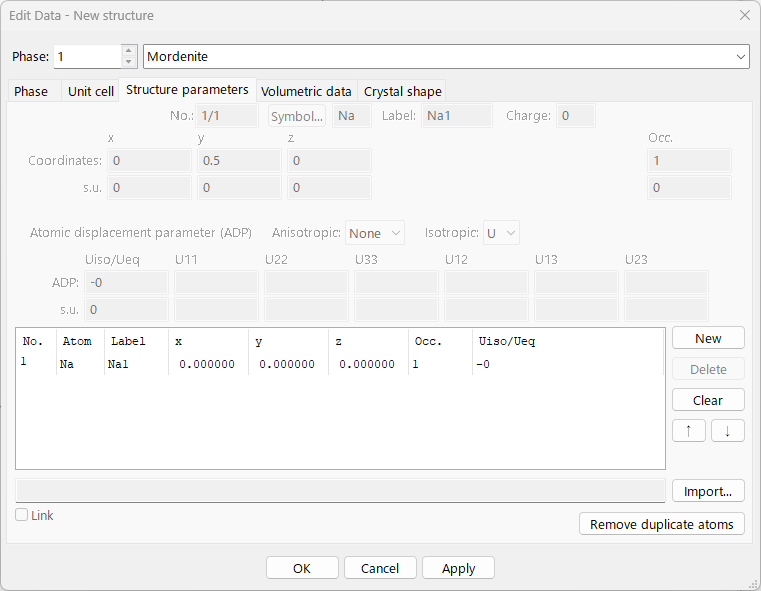 Edit Data - New structure
Phase: 1 Mordenite
Phase Unit cell Structure parameters Volumetric data Crystal shape
No.: 1/1 Symbol... Na Label: Na1 Charge: 0
x y z Occ.
Coordinates: 0 0.5 0 1
s.u. 0 0 0 0
Atomic displacement parameter (ADP) Anisotropic: None Isotropic: U
Uiso/Ueq U11 U22 U33 U12 U13 U23
ADP: -0
s.u. 0
No. Atom Label x y z Occ. Uiso/Ueq
1 Na Na1 0.000000 0.000000 0.000000 1 -0
New
Delete
Clear
↑ ↓
Import...
Link
Remove duplicate atoms
OK Cancel Apply